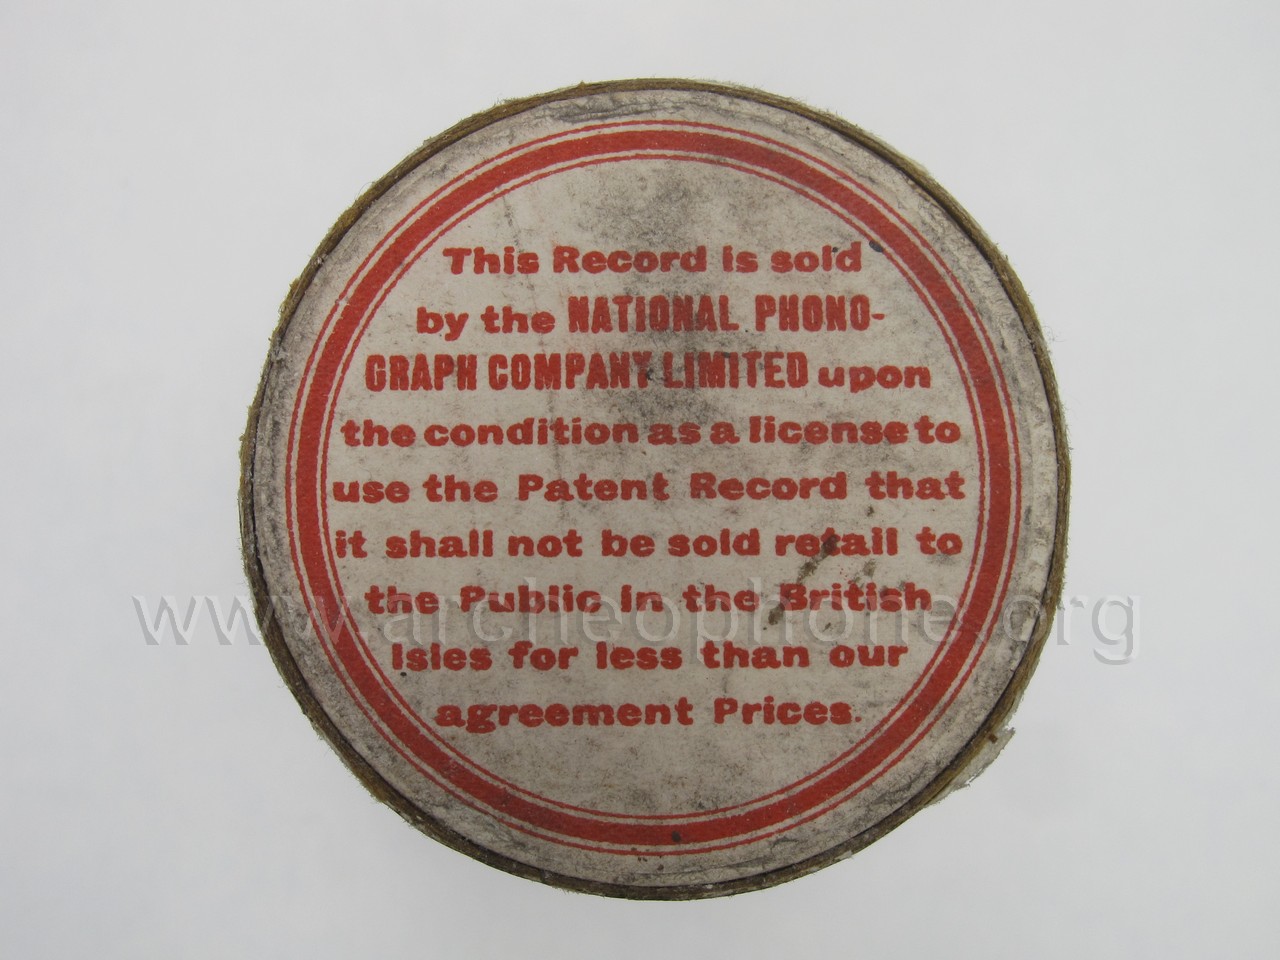 This Record is sold
by the NATIONAL PHONO-
GRAPH COMPANY LIMITED upon
the condition as a license to
use the Patent Record that
it shall not be sold retail to
the Public in the British
Isles for less than our
agreement Prices.
www.archeophone.org